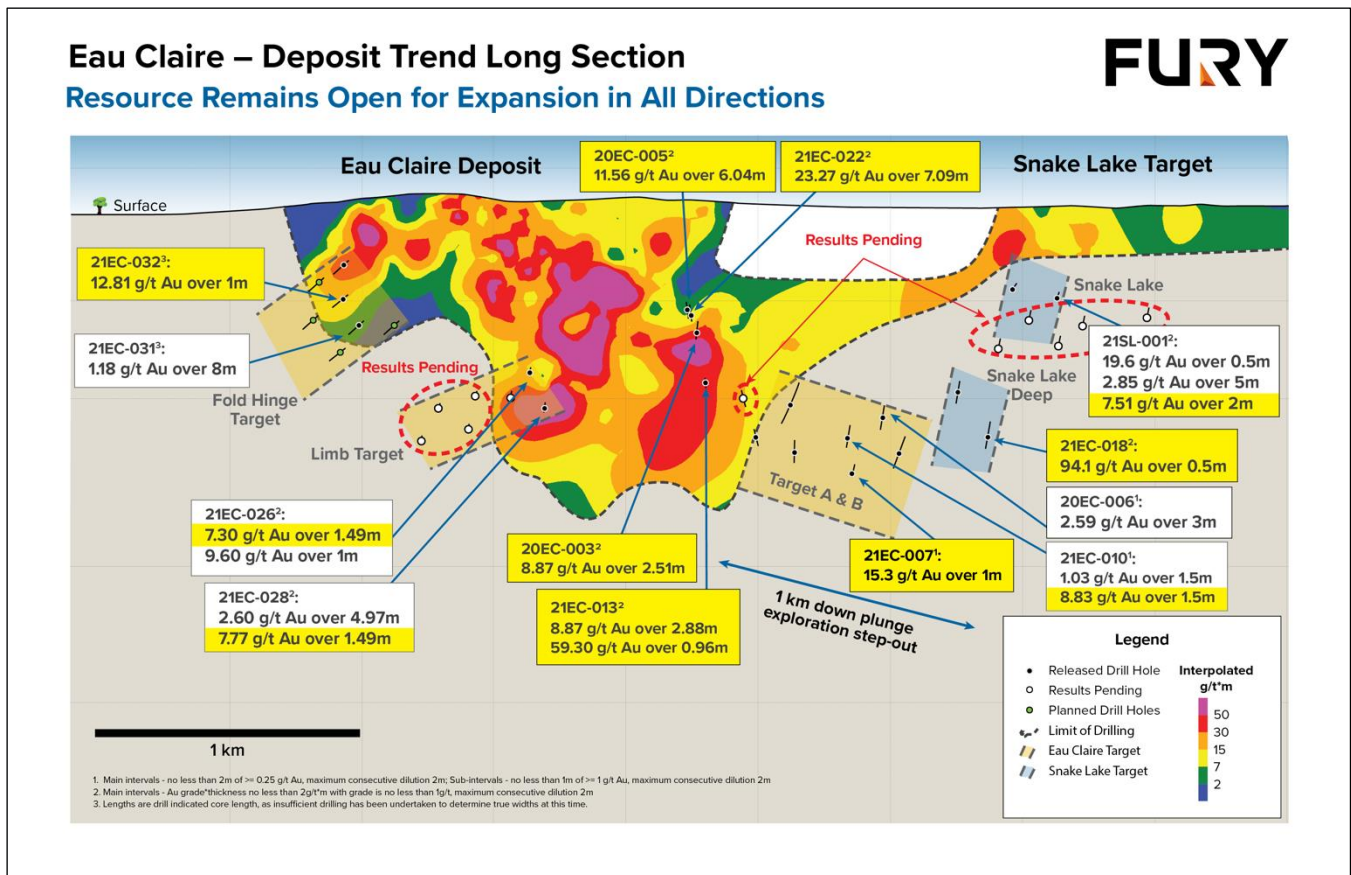 Eau Claire – Deposit Trend Long Section
Resource Remains Open for Expansion in All Directions
FURY
Eau Claire Deposit
Snake Lake Target
Surface
20EC-005²
11.56 g/t Au over 6.04m
21EC-022²
23.27 g/t Au over 7.09m
Results Pending
21EC-032³:
12.81 g/t Au over 1m
21EC-031³:
1.18 g/t Au over 8m
Fold Hinge
Target
Results Pending
Limb Target
Snake Lake
Snake Lake
Deep
21SL-001²:
19.6 g/t Au over 0.5m
2.85 g/t Au over 5m
7.51 g/t Au over 2m
21EC-018²:
94.1 g/t Au over 0.5m
20EC-006¹:
2.59 g/t Au over 3m
21EC-010¹:
1.03 g/t Au over 1.5m
8.83 g/t Au over 1.5m
Target A & B
21EC-026²:
7.30 g/t Au over 1.49m
9.60 g/t Au over 1m
21EC-028²:
2.60 g/t Au over 4.97m
7.77 g/t Au over 1.49m
20EC-003²
8.87 g/t Au over 2.51m
21EC-013²
8.87 g/t Au over 2.88m
59.30 g/t Au over 0.96m
21EC-007¹:
15.3 g/t Au over 1m
1 km down plunge
exploration step-out
1 km
Legend
Released Drill Hole
Results Pending
Planned Drill Holes
Limit of Drilling
Eau Claire Target
Snake Lake Target
Interpolated
g/t*m
50
30
15
7
2
1. Main intervals - no less than 2m of >= 0.25 g/t Au, maximum consecutive dilution 2m; Sub-intervals - no less than 1m of >= 1 g/t Au, maximum consecutive dilution 2m
2. Main intervals - Au grade*thickness no less than 2g/t*m with grade is no less than 1g/t, maximum consecutive dilution 2m
3. Lengths are drill indicated core length, as insufficient drilling has been undertaken to determine true widths at this time.